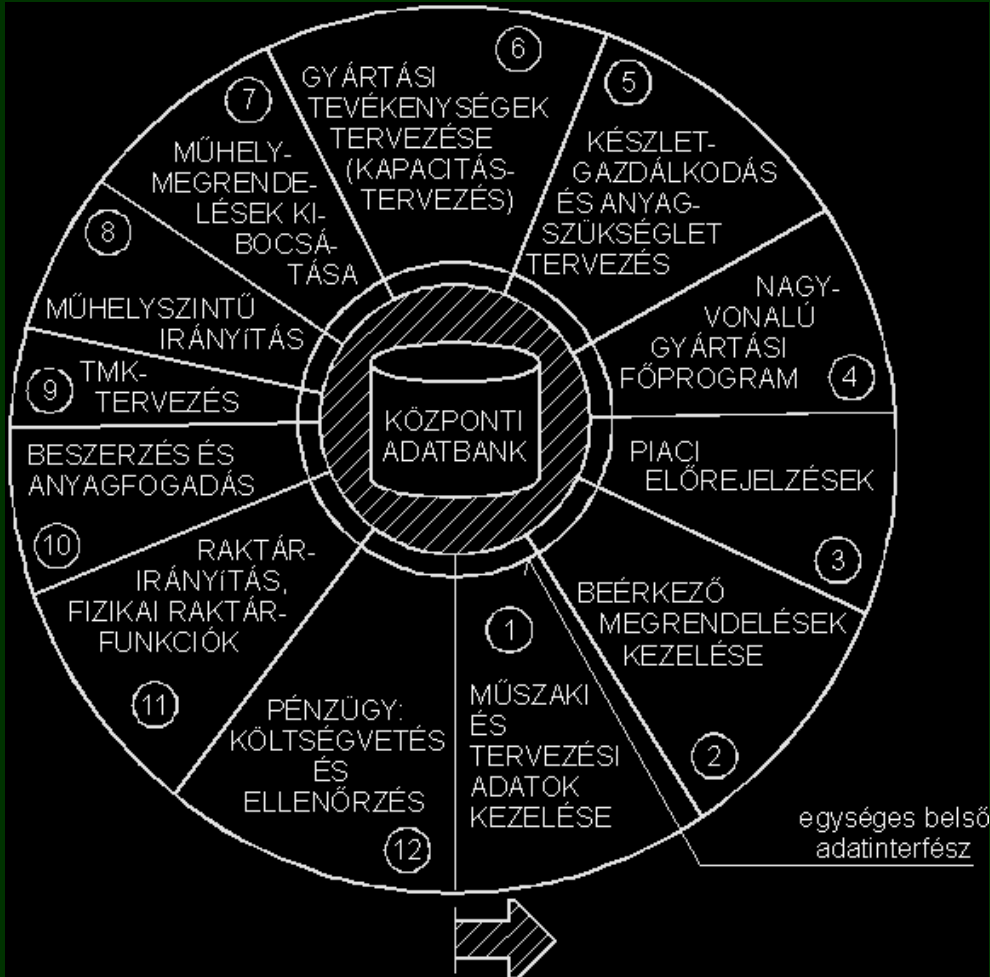 6
GYÁRTÁSI
TEVÉKENYSÉGEK
TERVEZÉSE
(KAPACITÁS-
TERVEZÉS)
5
KÉSZLET-
GAZDÁLKODÁS
ÉS ANYAG-
SZÜKSÉGLET
TERVEZÉS
7
MŰHELY-
MEGRENDE-
LÉSEK KI-
BOCSÁ-
TÁSA
8
MŰHELYSZINTŰ
IRÁNYíTÁS
NAGY-
VONALÚ
GYÁRTÁSI
FŐPROGRAM
4
9
TMK-
TERVEZÉS
KÖZPONTI
ADATBANK
BESZERZÉS ÉS
ANYAGFOGADÁS
10
PIACI
ELŐREJELZÉSEK
3
RAKTÁR-
IRÁNYíTÁS,
FIZIKAI RAKTÁR-
FUNKCIÓK
11
BEÉRKEZŐ
MEGRENDELÉSEK
KEZELÉSE
2
1
MŰSZAKI
ÉS
TERVEZÉSI
ADATOK
KEZELÉSE
PÉNZÜGY:
KÖLTSÉGVETÉS
ÉS
ELLENŐRZÉS
12
egységes belső
adatinterfész